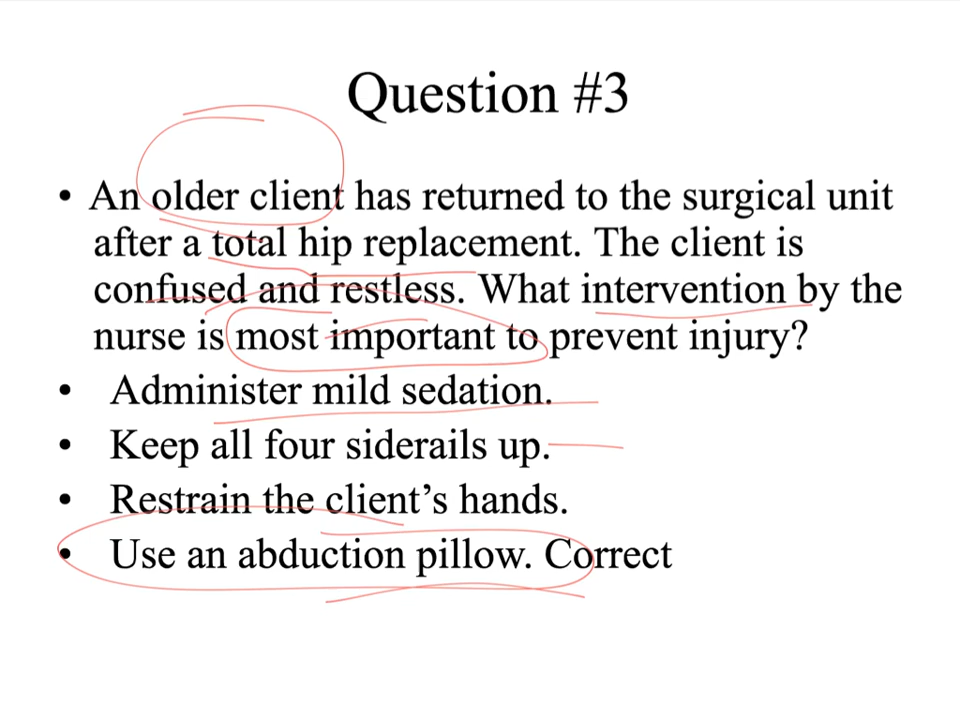 Question #3
• An older client has returned to the surgical unit
after a total hip replacement. The client is
confused and restless. What intervention by the
nurse is most important to prevent injury?
• Administer mild sedation.
• Keep all four siderails up.
• Restrain the client’s hands.
• Use an abduction pillow. Correct